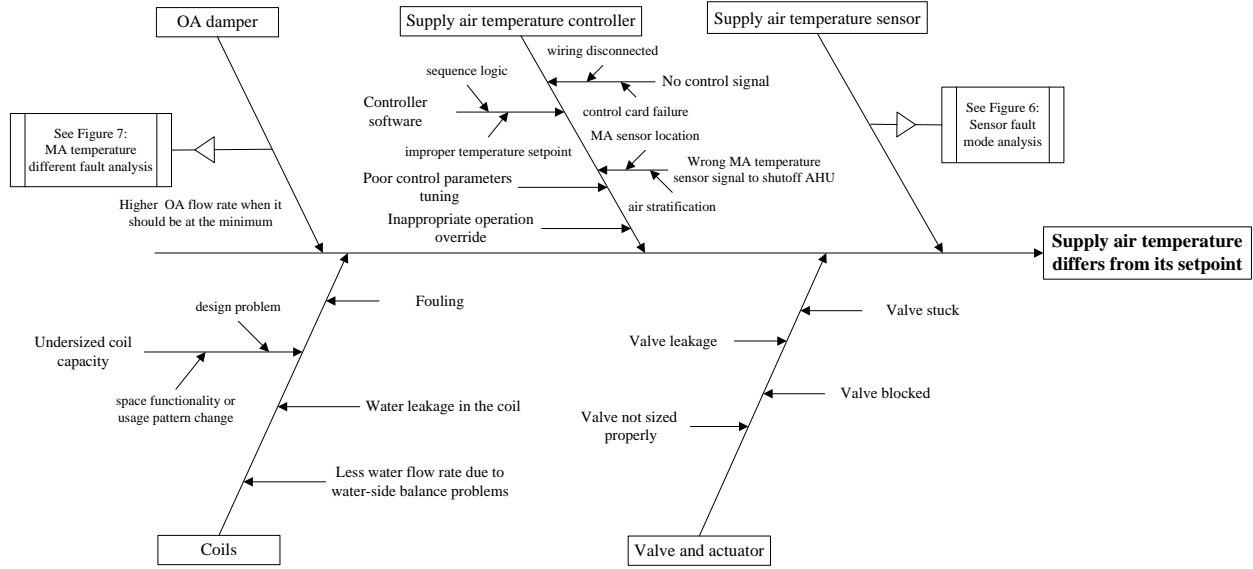 OA damper
Supply air temperature controller
Supply air temperature sensor
wiring disconnected
sequence logic
No control signal
Controller
software
control card failure
See Figure 7:
MA temperature
different fault analysis
See Figure 6:
Sensor fault
mode analysis
MA sensor location
improper temperature setpoint
Wrong MA temperature
sensor signal to shutoff AHU
Poor control parameters
tuning
air stratification
Higher OA flow rate when it
should be at the minimum
Inappropriate operation
override
Supply air temperature
differs from its setpoint
design problem
Fouling
Valve stuck
Undersized coil
capacity
Valve leakage
space functionality or
usage pattern change
Water leakage in the coil
Valve blocked
Valve not sized
properly
Less water flow rate due to
water-side balance problems
Coils
Valve and actuator